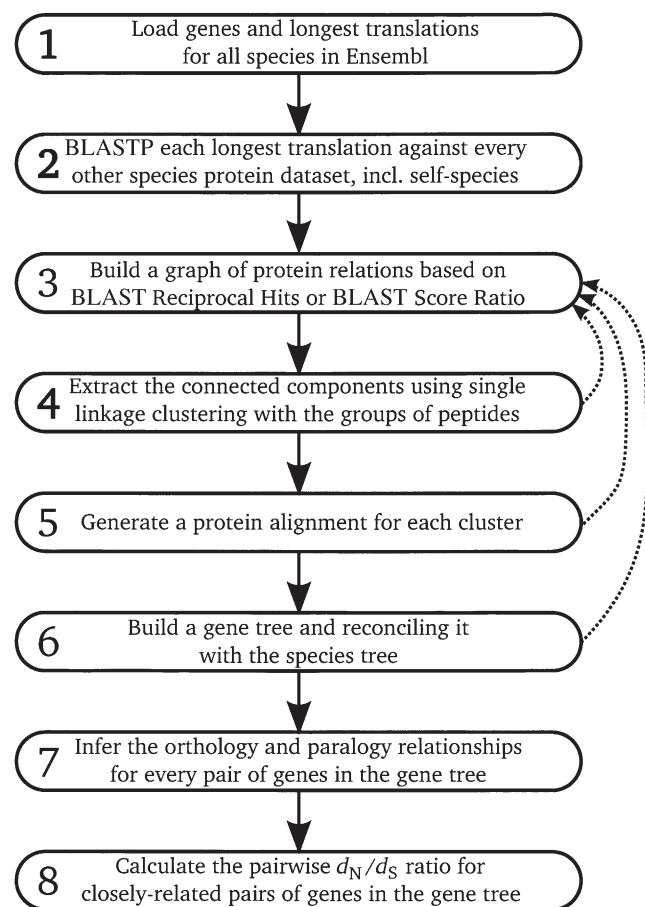 1 Load genes and longest translations
for all species in Ensembl
2 BLASTP each longest translation against every
other species protein dataset, incl. self-species
3 Build a graph of protein relations based on
BLAST Reciprocal Hits or BLAST Score Ratio
4 Extract the connected components using single
linkage clustering with the groups of peptides
5 Generate a protein alignment for each cluster
6 Build a gene tree and reconciling it
with the species tree
7 Infer the orthology and paralogy relationships
for every pair of genes in the gene tree
8 Calculate the pairwise dN/dS ratio for
closely-related pairs of genes in the gene tree